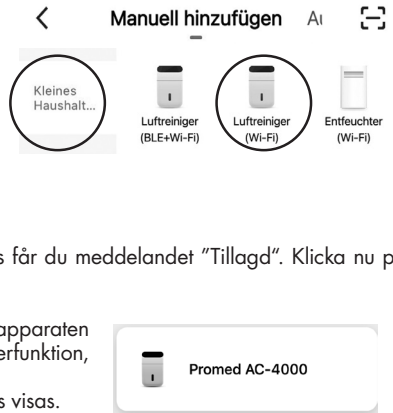 Manuell hinzufügen
Kleines
Haushalt...
Luftreiniger
(BLE+Wi-Fi)
Luftreiniger
(Wi-Fi)
Entfeuchter
(Wi-Fi)
får du meddelandet ”Tillagd“. Klicka nu
apparaten
visas.
Promed AC-4000